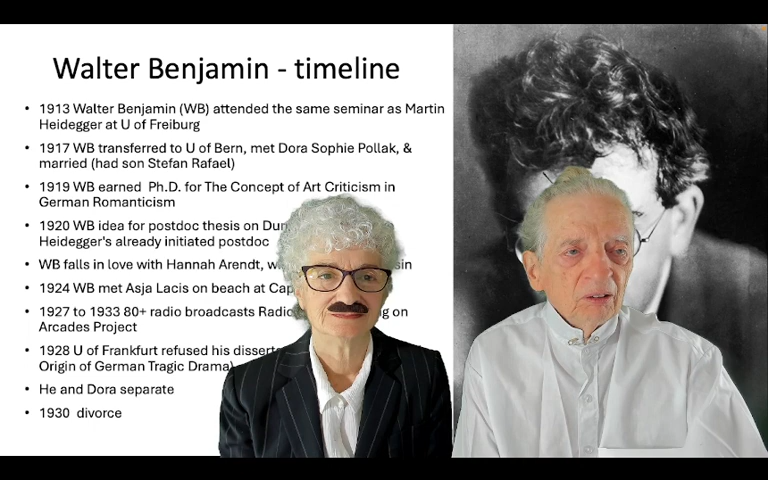 Walter Benjamin - timeline
• 1913 Walter Benjamin (WB) attended the same seminar as Martin
Heidegger at U of Freiburg
• 1917 WB transferred to U of Bern, met Dora Sophie Pollak, &
married (had son Stefan Rafael)
• 1919 WB earned Ph.D. for The Concept of Art Criticism in
German Romanticism
• 1920 WB idea for postdoc thesis on
Heidegger's already initiated postdoc
• WB falls in love with Hannah Arendt,
• 1924 WB met Asja Lacis on beach at
• 1927 to 1933 80+ radio broadcasts on
Arcades Project
• 1928 U of Frankfurt refused his
Origin of German Tragic Drama)
• He and Dora separate
• 1930 divorce